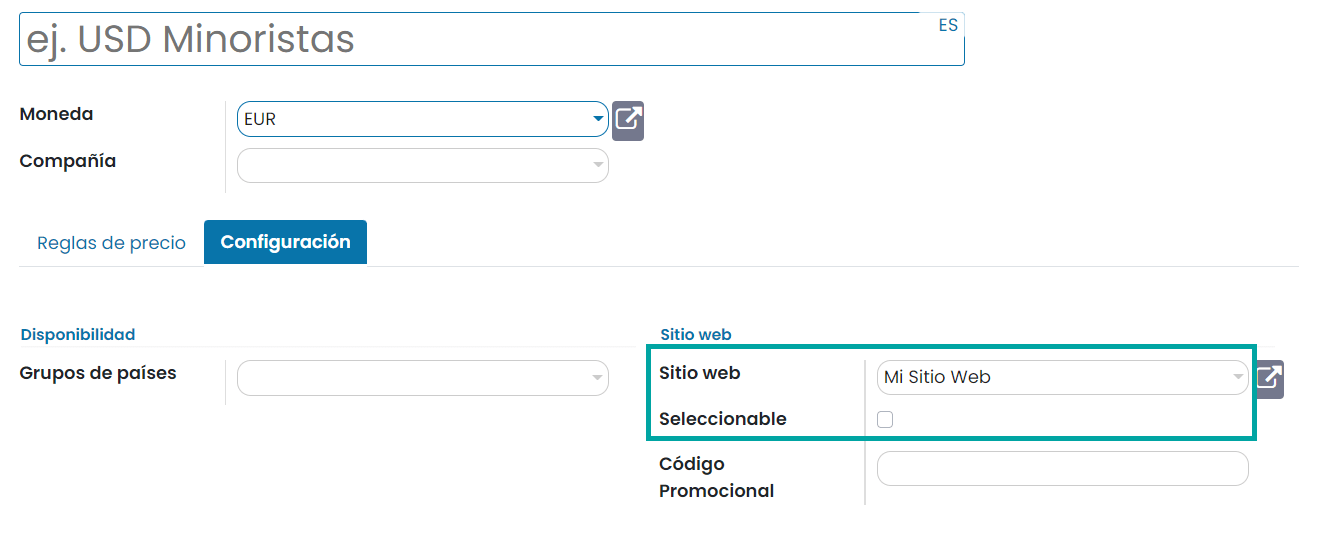 ej. USD Minoristas
ES
Moneda
EUR
Compañía
Reglas de precio
Configuración
Disponibilidad
Sitio web
Grupos de países
Sitio web
Mi Sitio Web
Seleccionable
Código
Promocional